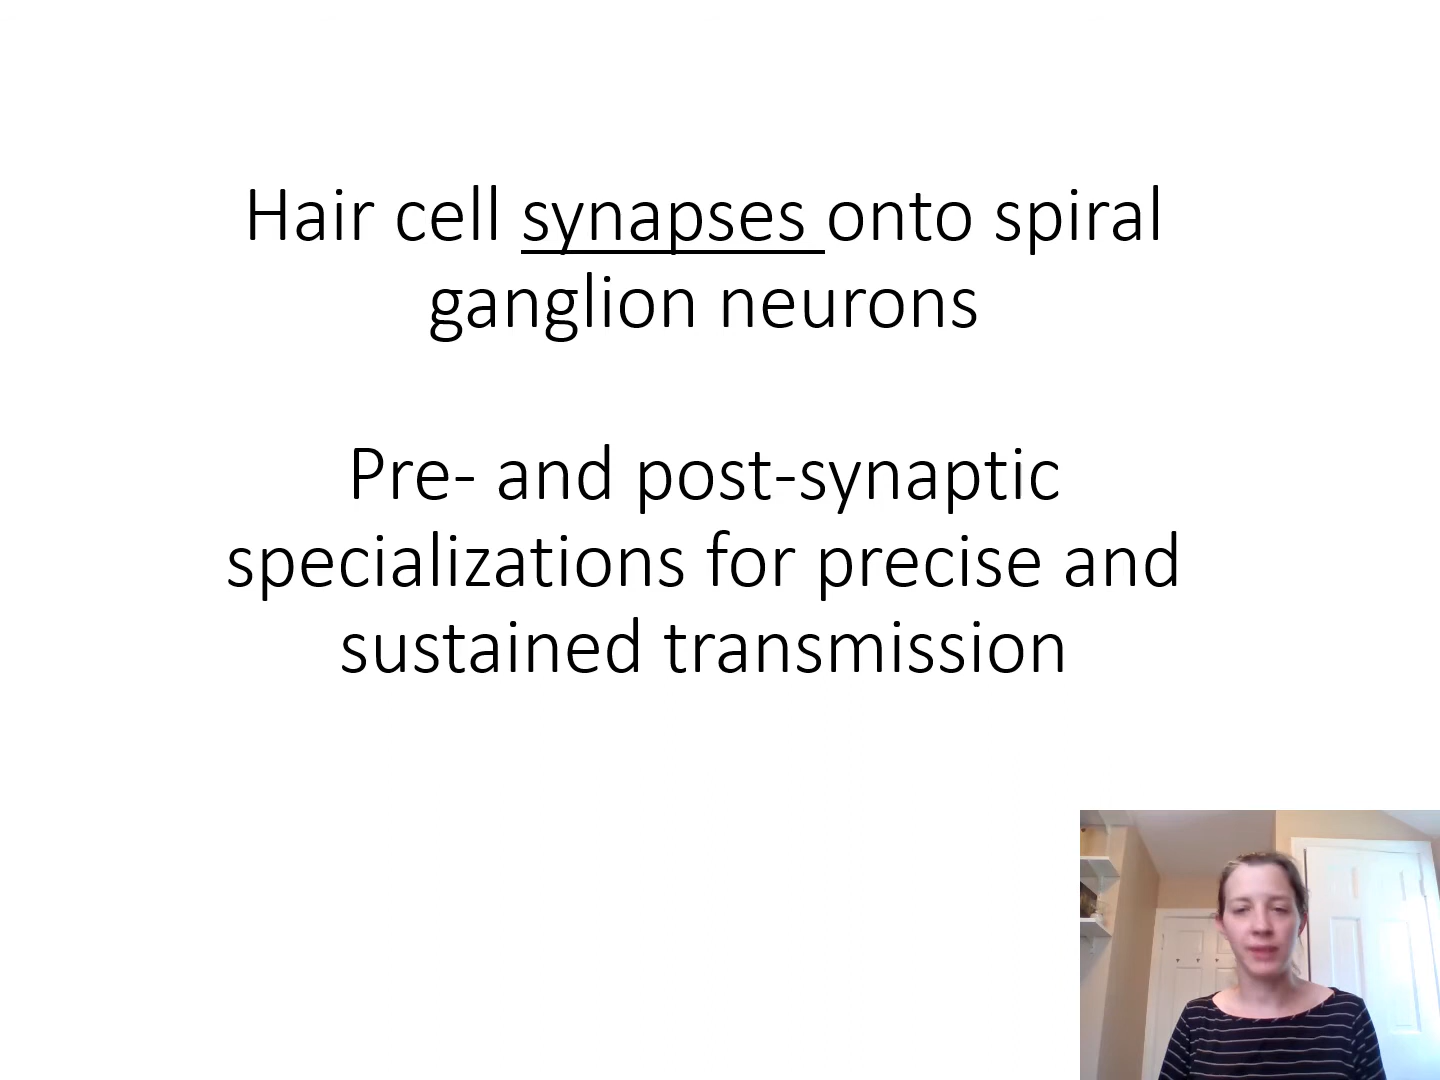 Hair cell synapses onto spiral
ganglion neurons
Pre- and post-synaptic
specializations for precise and
sustained transmission